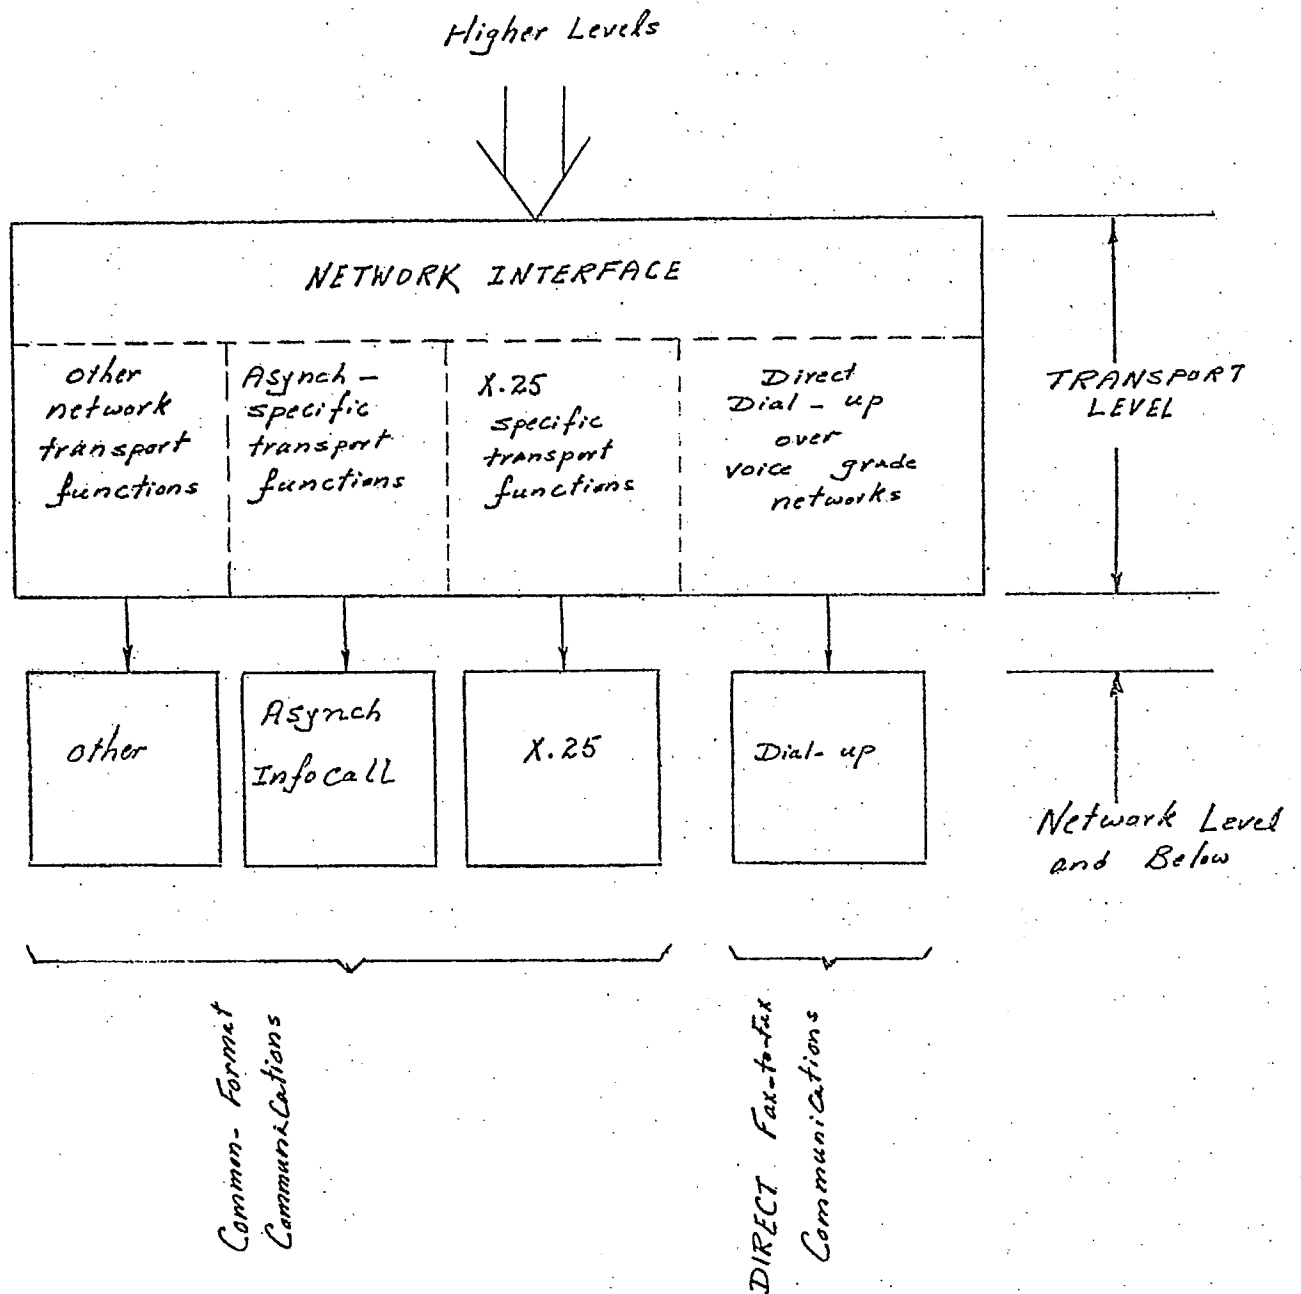 Higher Levels
NETWORK INTERFACE
other
network
transport
functions
Asynch-
specific
transport
functions
X.25
specific
transport
functions
Direct
Dial-up
over
voice grade
networks
TRANSPORT
LEVEL
other
Asynch
Infocall
X.25
Dial-up
Network Level
and Below
Common-Format
Communications
DIRECT Fax-to-Fax
Communications